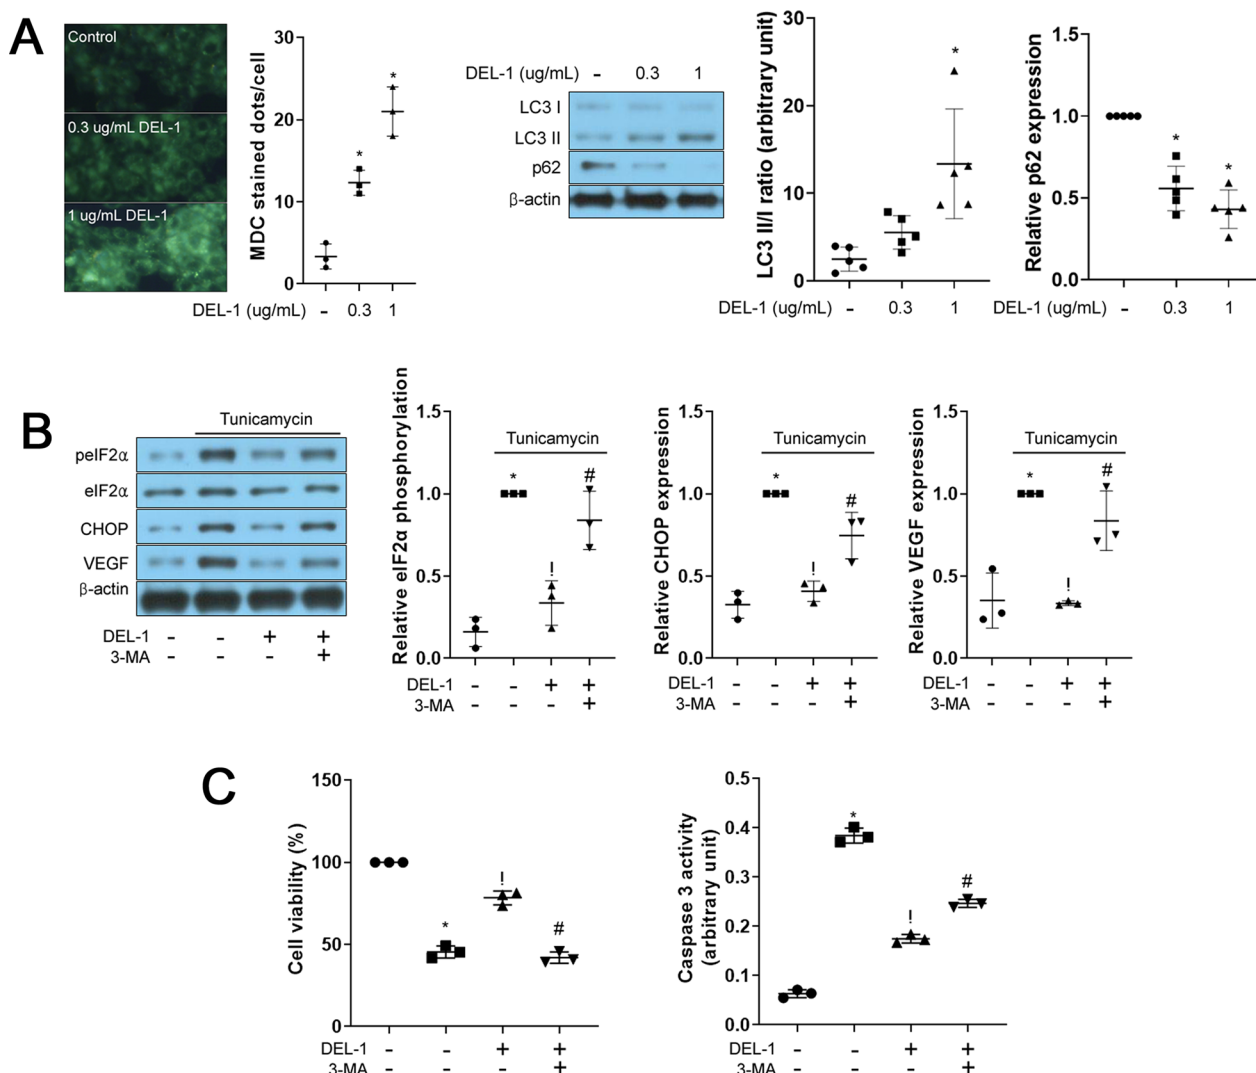 A
Control
0.3 ug/mL DEL-1
1 ug/mL DEL-1
MDC stained dots/cell
30
20
10
0
*
*
DEL-1 (ug/mL) - 0.3 1
DEL-1 (ug/mL) - 0.3 1
LC3 I
LC3 II
p62
β-actin
LC3 II/I ratio (arbitrary unit)
30
20
10
0
*
DEL-1 (ug/mL) - 0.3 1
Relative p62 expression
1.5
1.0
0.5
0.0
*
*
DEL-1 (ug/mL) - 0.3 1
B
Tunicamycin
peIF2α
eIF2α
CHOP
VEGF
β-actin
DEL-1 - - + +
3-MA - - - +
Relative eIF2α phosphorylation
1.5
1.0
0.5
0.0
Tunicamycin
* ! #
DEL-1 - - + +
3-MA - - - +
Relative CHOP expression
1.5
1.0
0.5
0.0
Tunicamycin
* ! #
DEL-1 - - + +
3-MA - - - +
Relative VEGF expression
1.5
1.0
0.5
0.0
Tunicamycin
* ! #
DEL-1 - - + +
3-MA - - - +
C
Cell viability (%)
150
100
50
0
* ! #
DEL-1 - - + +
3-MA - - - +
Caspase 3 activity
(arbitrary unit)
0.5
0.4
0.3
0.2
0.1
0.0
* ! #
DEL-1 - - + +
3-MA - - - +